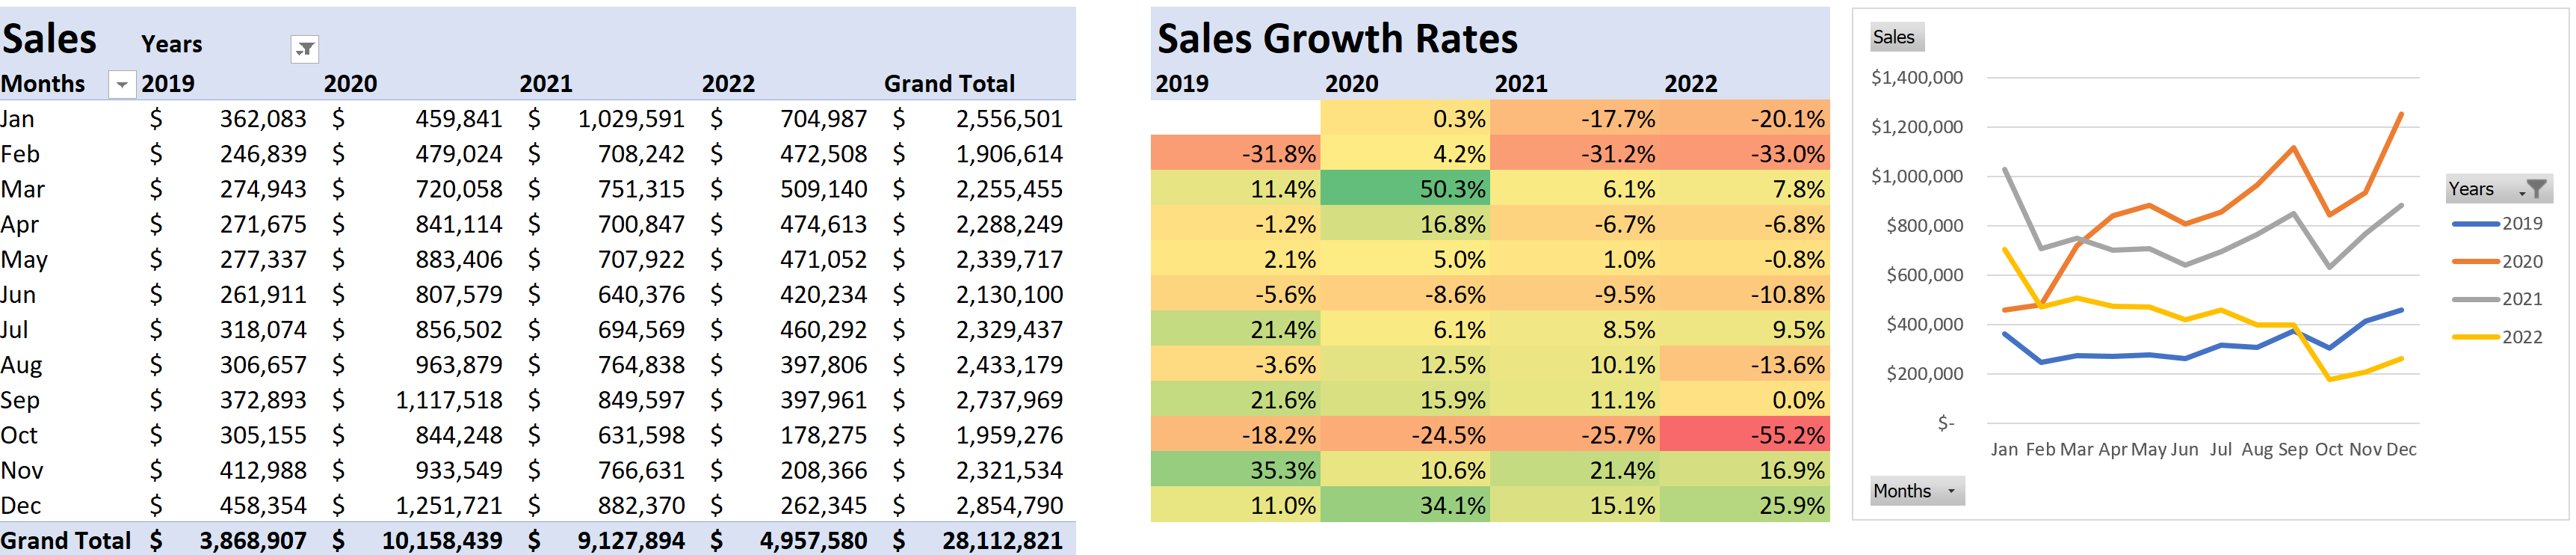 Sales Years
Months 2019 2020 2021 2022 Grand Total
Jan $ 362,083 $ 459,841 $ 1,029,591 $ 704,987 $ 2,556,501
Feb $ 246,839 $ 479,024 $ 708,242 $ 472,508 $ 1,906,614
Mar $ 274,943 $ 720,058 $ 751,315 $ 509,140 $ 2,255,455
Apr $ 271,675 $ 841,114 $ 700,847 $ 474,613 $ 2,288,249
May $ 277,337 $ 883,406 $ 707,922 $ 471,052 $ 2,339,717
Jun $ 261,911 $ 807,579 $ 640,376 $ 420,234 $ 2,130,100
Jul $ 318,074 $ 856,502 $ 694,569 $ 460,292 $ 2,329,437
Aug $ 306,657 $ 963,879 $ 764,838 $ 397,806 $ 2,433,179
Sep $ 372,893 $ 1,117,518 $ 849,597 $ 397,961 $ 2,737,969
Oct $ 305,155 $ 844,248 $ 631,598 $ 178,275 $ 1,959,276
Nov $ 412,988 $ 933,549 $ 766,631 $ 208,366 $ 2,321,534
Dec $ 458,354 $ 1,251,721 $ 882,370 $ 262,345 $ 2,854,790
Grand Total $ 3,868,907 $ 10,158,439 $ 9,127,894 $ 4,957,580 $ 28,112,821
Sales Growth Rates
2019 2020 2021 2022
0.3% -17.7% -20.1%
-31.8% 4.2% -31.2% -33.0%
11.4% 50.3% 6.1% 7.8%
-1.2% 16.8% -6.7% -6.8%
2.1% 5.0% 1.0% -0.8%
-5.6% -8.6% -9.5% -10.8%
21.4% 6.1% 8.5% 9.5%
-3.6% 12.5% 10.1% -13.6%
21.6% 15.9% 11.1% 0.0%
-18.2% -24.5% -25.7% -55.2%
35.3% 10.6% 21.4% 16.9%
11.0% 34.1% 15.1% 25.9%
Sales
$1,400,000
$1,200,000
$1,000,000
$800,000
$600,000
$400,000
$200,000
$-
Jan Feb Mar Apr May Jun Jul Aug Sep Oct Nov Dec
Years
2019
2020
2021
2022
Months